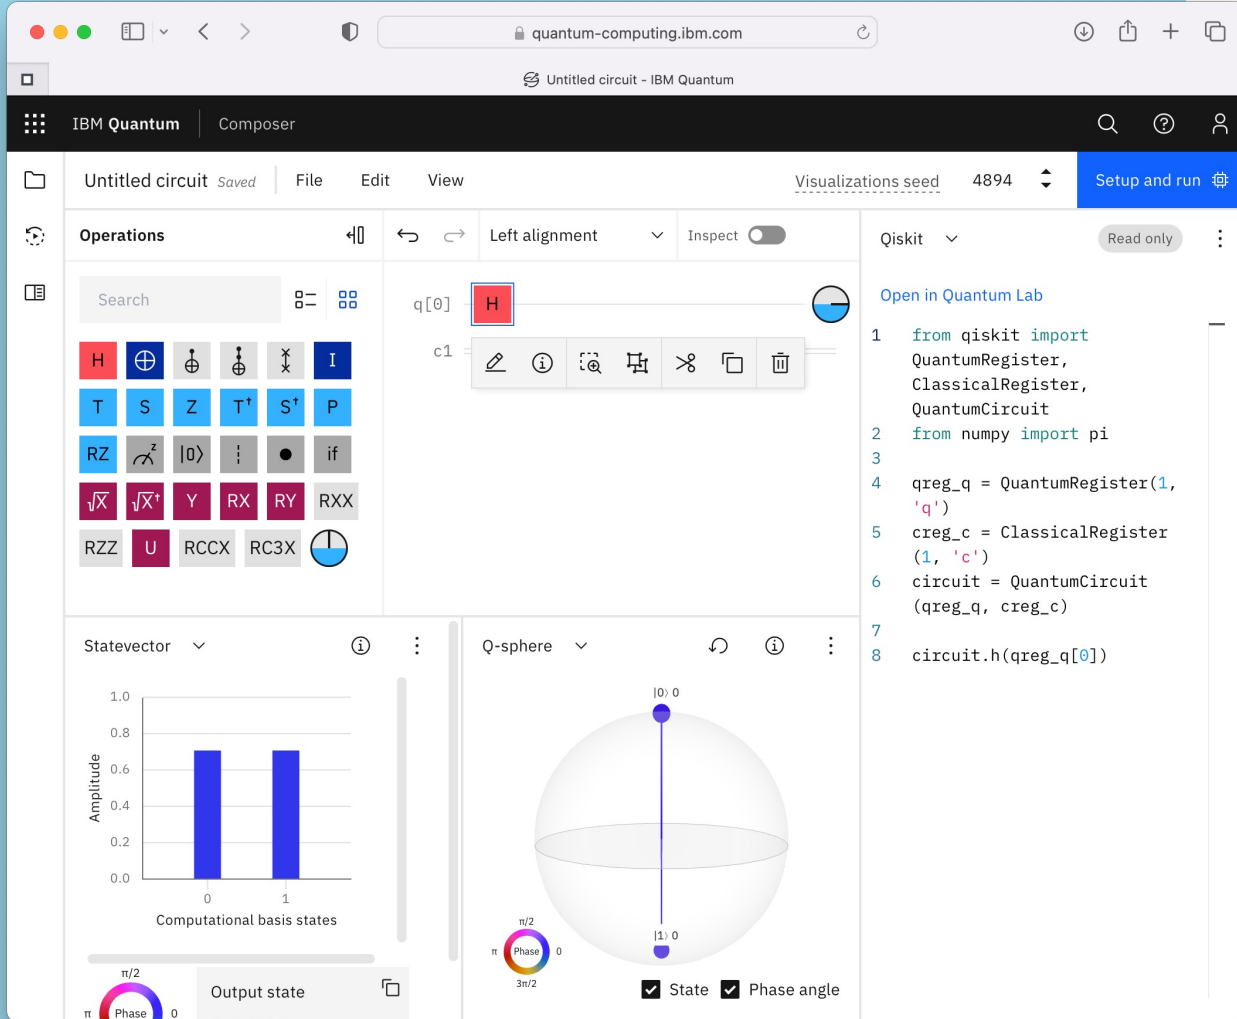 quantum-computing.ibm.com
Untitled circuit - IBM Quantum
IBM Quantum Composer
Untitled circuit Saved File Edit View Visualizations seed 4894 Setup and run
Operations Left alignment Inspect Qiskit Read only
Search
Open in Quantum Lab
q[0] H
c1
H I
T S Z T† S† P
RZ z |0⟩ if
√X √X† Y RX RY RXX
RZZ U RCCX RC3X
1 from qiskit import
QuantumRegister,
ClassicalRegister,
QuantumCircuit
2 from numpy import pi
3
4 qreg_q = QuantumRegister(1,
'q')
5 creg_c = ClassicalRegister
(1, 'c')
6 circuit = QuantumCircuit
(qreg_q, creg_c)
7
8 circuit.h(qreg_q[0])
Statevector
1.0
0.8
0.6
0.4
0.2
0.0
Amplitude
0 1
Computational basis states
π/2
π Phase 0
Output state
Q-sphere
|0⟩ 0
|1⟩ 0
π/2
π Phase 0
3π/2
State Phase angle